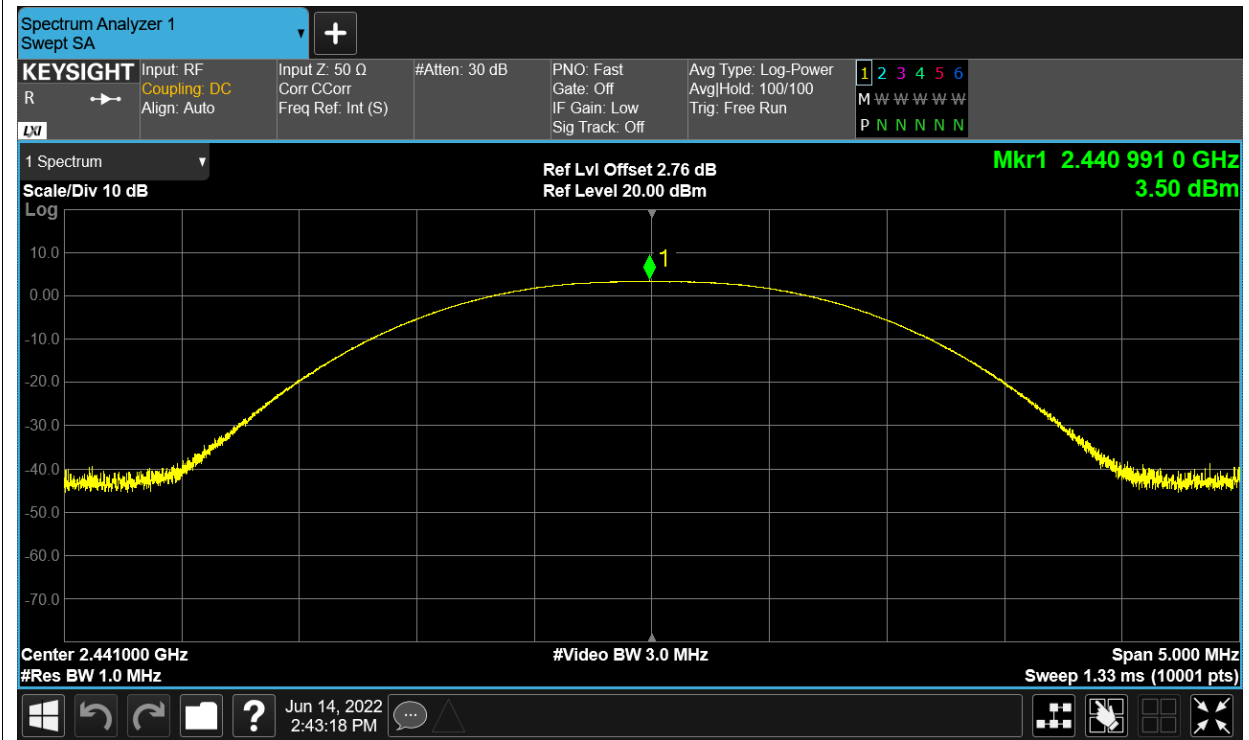 Spectrum Analyzer 1
Swept SA
+
KEYSIGHT
R
LXI
Input: RF
Coupling: DC
Align: Auto
Input Z: 50 Ω
Corr CCorr
Freq Ref: Int (S)
#Atten: 30 dB
PNO: Fast
Gate: Off
IF Gain: Low
Sig Track: Off
Avg Type: Log-Power
Avg|Hold: 100/100
Trig: Free Run
1 2 3 4 5 6
M W W W W W
P N N N N N
1 Spectrum
Scale/Div 10 dB
Ref Lvl Offset 2.76 dB
Ref Level 20.00 dBm
Mkr1 2.440 991 0 GHz
3.50 dBm
Log
1
10.0
0.00
-10.0
-20.0
-30.0
-40.0
-50.0
-60.0
-70.0
Center 2.441000 GHz
#Res BW 1.0 MHz
#Video BW 3.0 MHz
Span 5.000 MHz
Sweep 1.33 ms (10001 pts)
?
Jun 14, 2022
2:43:18 PM